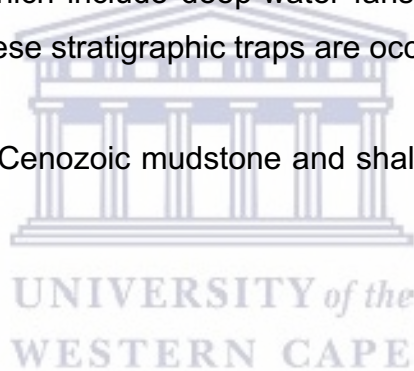 which include deep water fans
ese stratigraphic traps are occ
Cenozoic mudstone and shal
UNIVERSITY of the
WESTERN CAPE